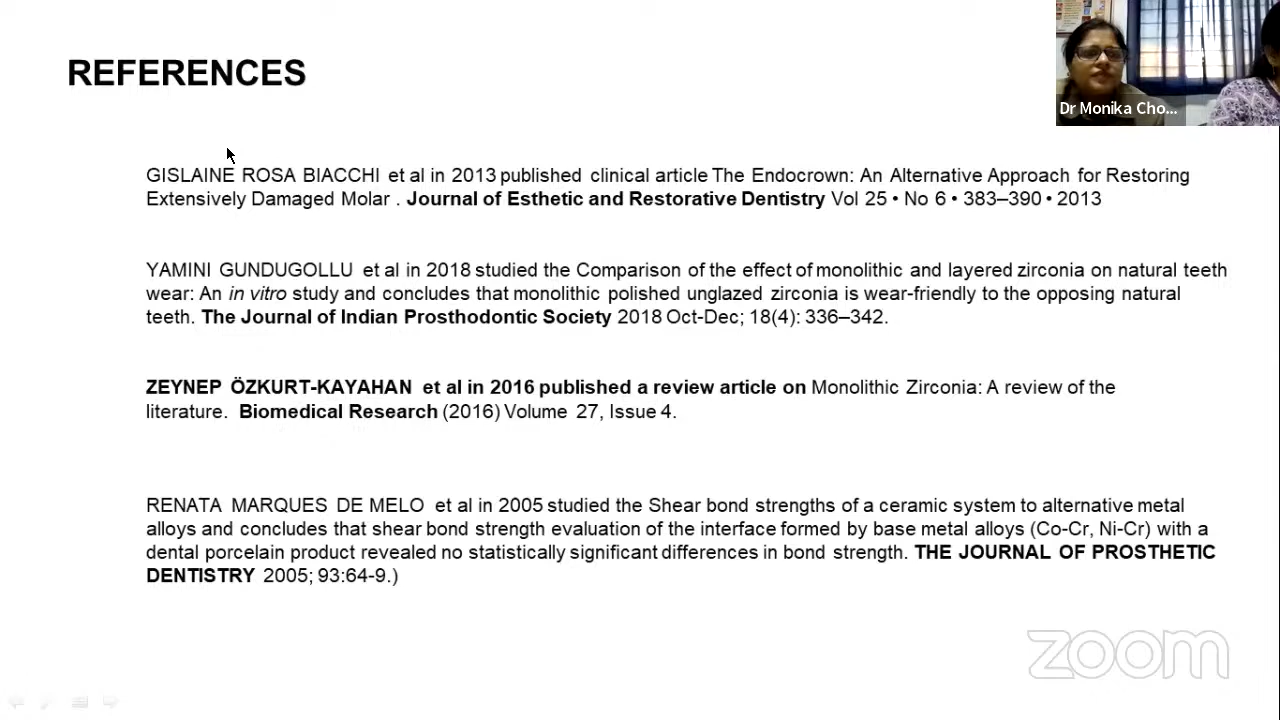 REFERENCES
Dr Monika Cho...
GISLAINE ROSA BIACCHI et al in 2013 published clinical article The Endocrown: An Alternative Approach for Restoring
Extensively Damaged Molar . Journal of Esthetic and Restorative Dentistry Vol 25 • No 6 • 383–390 • 2013
YAMINI GUNDUGOLLU et al in 2018 studied the Comparison of the effect of monolithic and layered zirconia on natural teeth
wear: An in vitro study and concludes that monolithic polished unglazed zirconia is wear-friendly to the opposing natural
teeth. The Journal of Indian Prosthodontic Society 2018 Oct-Dec; 18(4): 336–342.
ZEYNEP ÖZKURT-KAYAHAN et al in 2016 published a review article on Monolithic Zirconia: A review of the
literature. Biomedical Research (2016) Volume 27, Issue 4.
RENATA MARQUES DE MELO et al in 2005 studied the Shear bond strengths of a ceramic system to alternative metal
alloys and concludes that shear bond strength evaluation of the interface formed by base metal alloys (Co-Cr, Ni-Cr) with a
dental porcelain product revealed no statistically significant differences in bond strength. THE JOURNAL OF PROSTHETIC
DENTISTRY 2005; 93:64-9.)
zoom